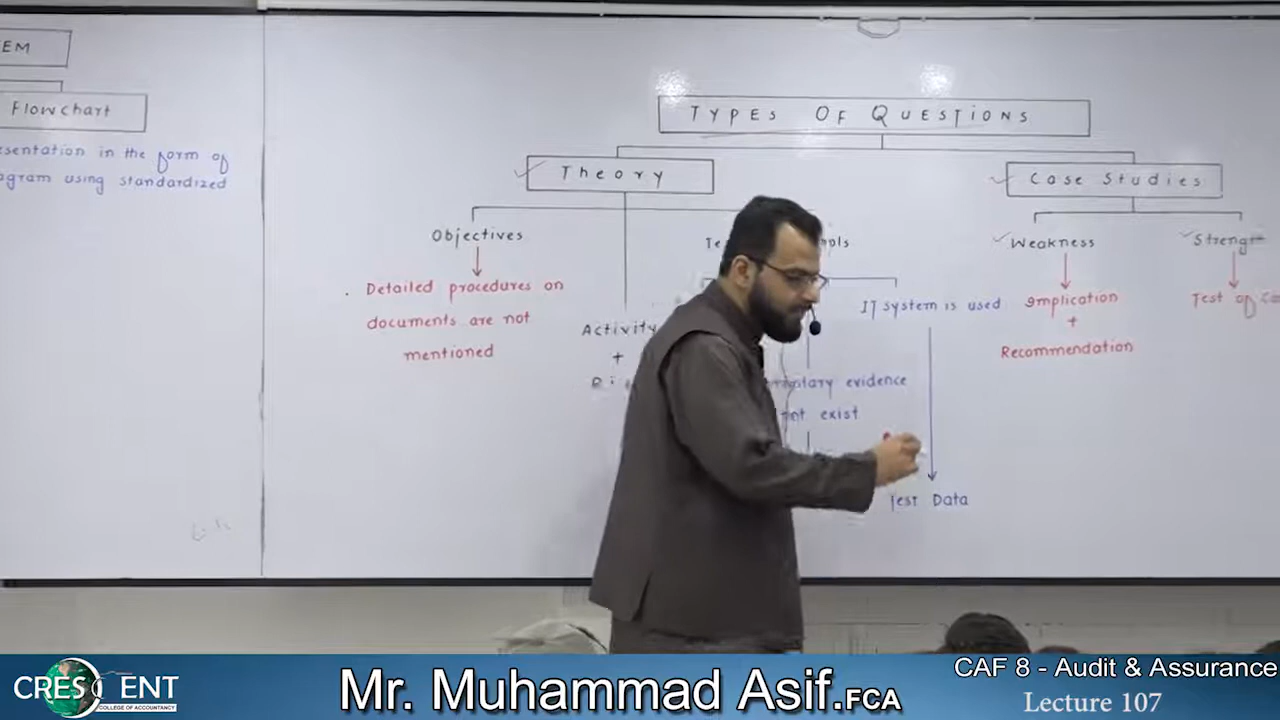 EM
Flowchart
esentation in the form of
agram using standardized
TYPES OF QUESTIONS
Theory
Case Studies
Objectives
Weakness
Detailed procedures on
documents are not
mentioned
Activity
+
IT system is used
Implication
+
Recommendation
Test of
evidence
not exist
Test Data
CRESCENT
COLLEGE OF ACCOUNTANCY
Mr. Muhammad Asif.FCA
CAF 8 - Audit & Assurance
Lecture 107